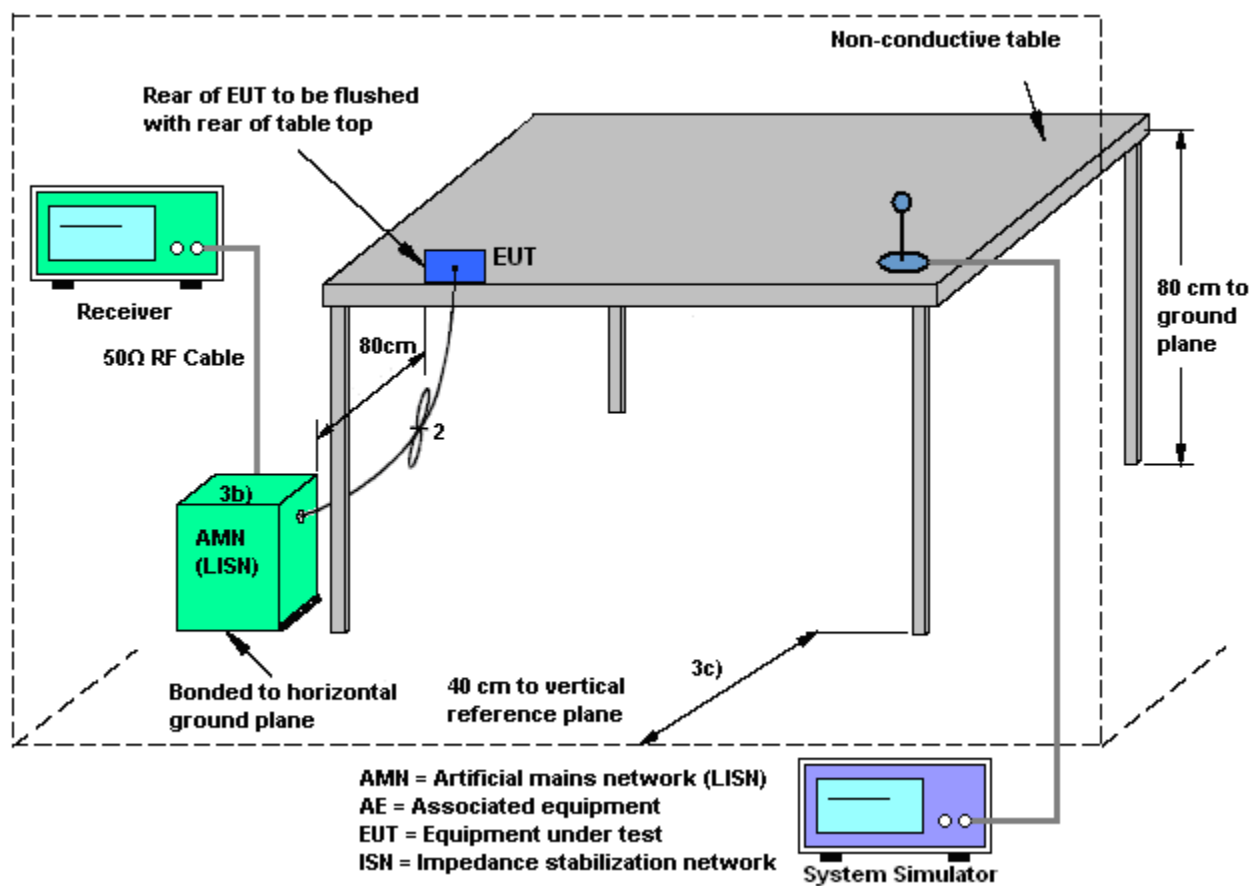 Non-conductive table
Rear of EUT to be flushed
with rear of table top
EUT
Receiver
80 cm to
ground
plane
50Ω RF Cable
80cm
2
3b)
AMN
(LISN)
3c)
Bonded to horizontal
ground plane
40 cm to vertical
reference plane
AMN = Artificial mains network (LISN)
AE = Associated equipment
EUT = Equipment under test
ISN = Impedance stabilization network
System Simulator